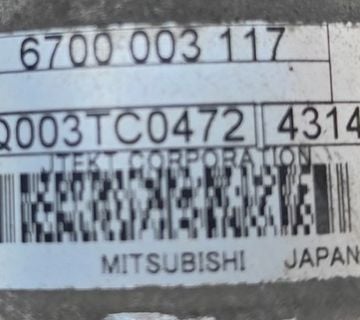 6700 003 117
Q003TC0472 4314
JTEKT CORPORATION
MITSUBISHI JAPAN